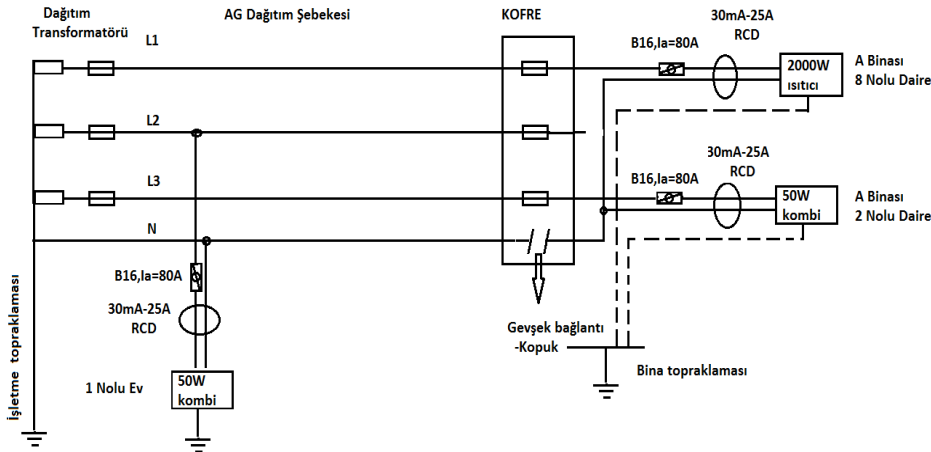 Dağıtım
Transformatörü
AG Dağıtım Şebekesi
KOFRE
30mA-25A
RCD
L1
B16,Ia=80A
2000W
ısıtıcı
A Binası
8 Nolu Daire
L2
30mA-25A
RCD
L3
B16,Ia=80A
50W
kombi
A Binası
2 Nolu Daire
N
B16,Ia=80A
30mA-25A
RCD
Gevşek bağlantı
-Kopuk
Bina topraklaması
1 Nolu Ev
50W
kombi
İşletme topraklaması